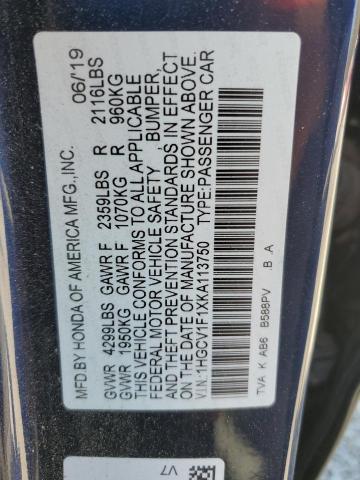 MFD.BY HONDA OF AMERICA MFG.,INC. 06/'19
GVWR 4299LBS GAWR F 2359LBS R 2116LBS
GVWR 1950KG GAWR F 1070KG R 960KG
THIS VEHICLE CONFORMS TO ALL APPLICABLE
FEDERAL MOTOR VEHICLE SAFETY, BUMPER,
AND THEFT PREVENTION STANDARDS IN EFFECT
ON THE DATE OF MANUFACTURE SHOWN ABOVE.
V.I.N.:1HGCV1F1XKA113750 TYPE:PASSENGER CAR
TVA K AB6 B588PV .B .A
V7